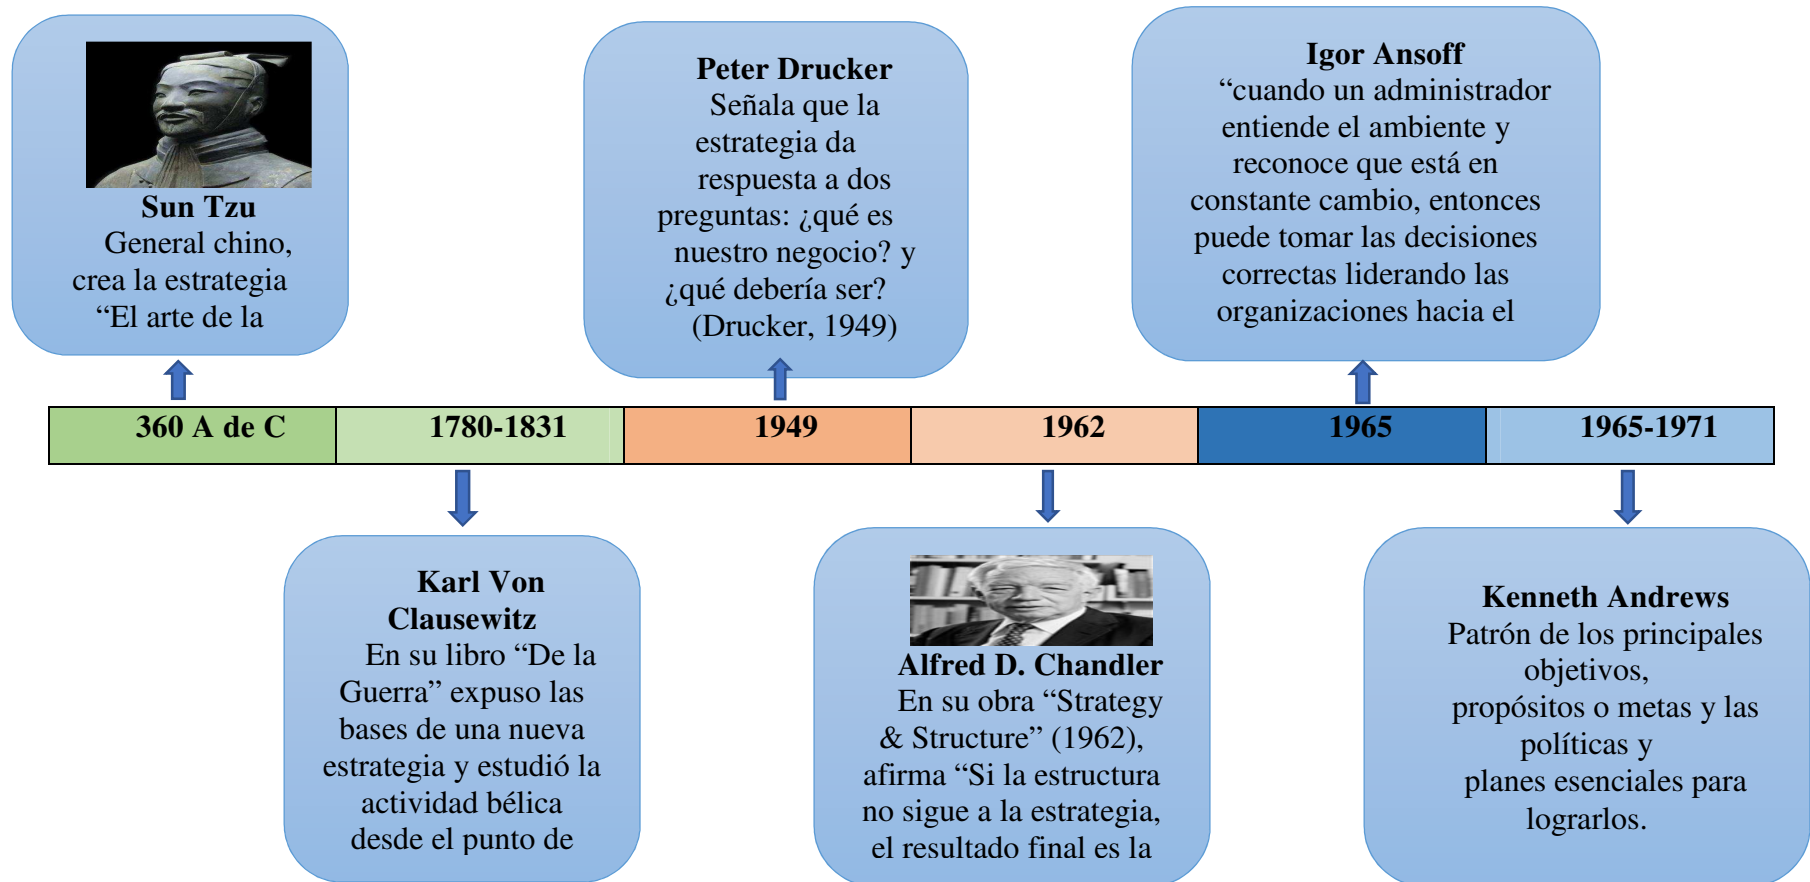 Sun Tzu
General chino,
crea la estrategia
“El arte de la
Peter Drucker
Señala que la
estrategia da
respuesta a dos
preguntas: ¿qué es
nuestro negocio? y
¿qué debería ser?
(Drucker, 1949)
Igor Ansoff
“cuando un administrador
entiende el ambiente y
reconoce que está en
constante cambio, entonces
puede tomar las decisiones
correctas liderando las
organizaciones hacia el
360 A de C
1780-1831
1949
1962
1965
1965-1971
Karl Von
Clausewitz
En su libro “De la
Guerra” expuso las
bases de una nueva
estrategia y estudió la
actividad bélica
desde el punto de
Alfred D. Chandler
En su obra “Strategy
& Structure” (1962),
afirma “Si la estructura
no sigue a la estrategia,
el resultado final es la
Kenneth Andrews
Patrón de los principales
objetivos,
propósitos o metas y las
políticas y
planes esenciales para
lograrlos.